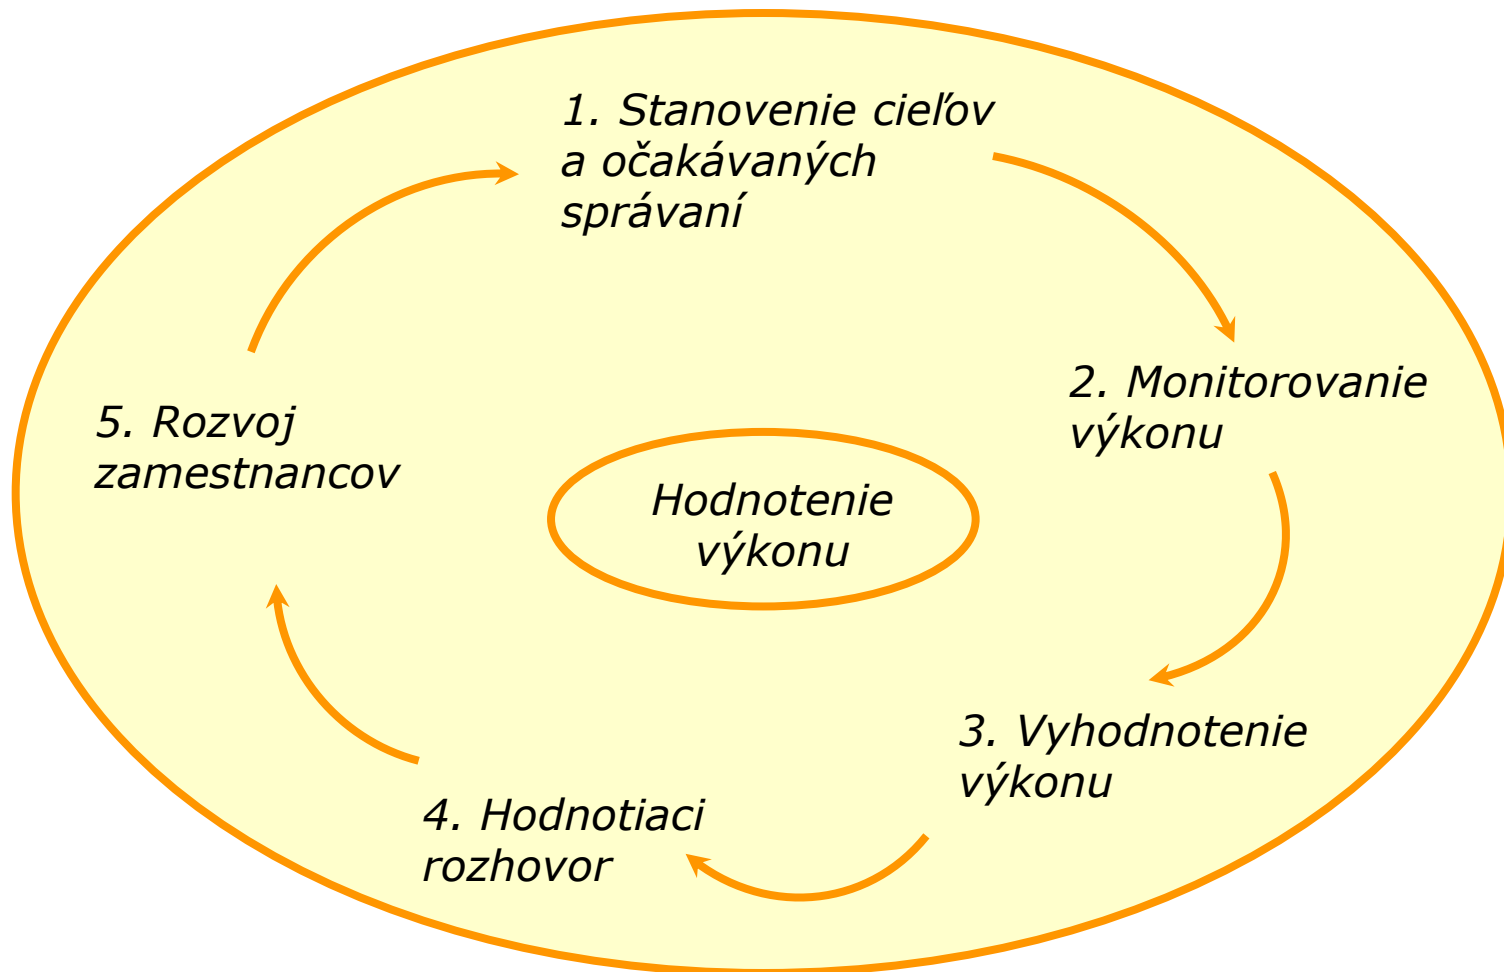 1. Stanovenie cieľov
a očakávaných
správaní
2. Monitorovanie
výkonu
3. Vyhodnotenie
výkonu
4. Hodnotiaci
rozhovor
5. Rozvoj
zamestnancov
Hodnotenie
výkonu